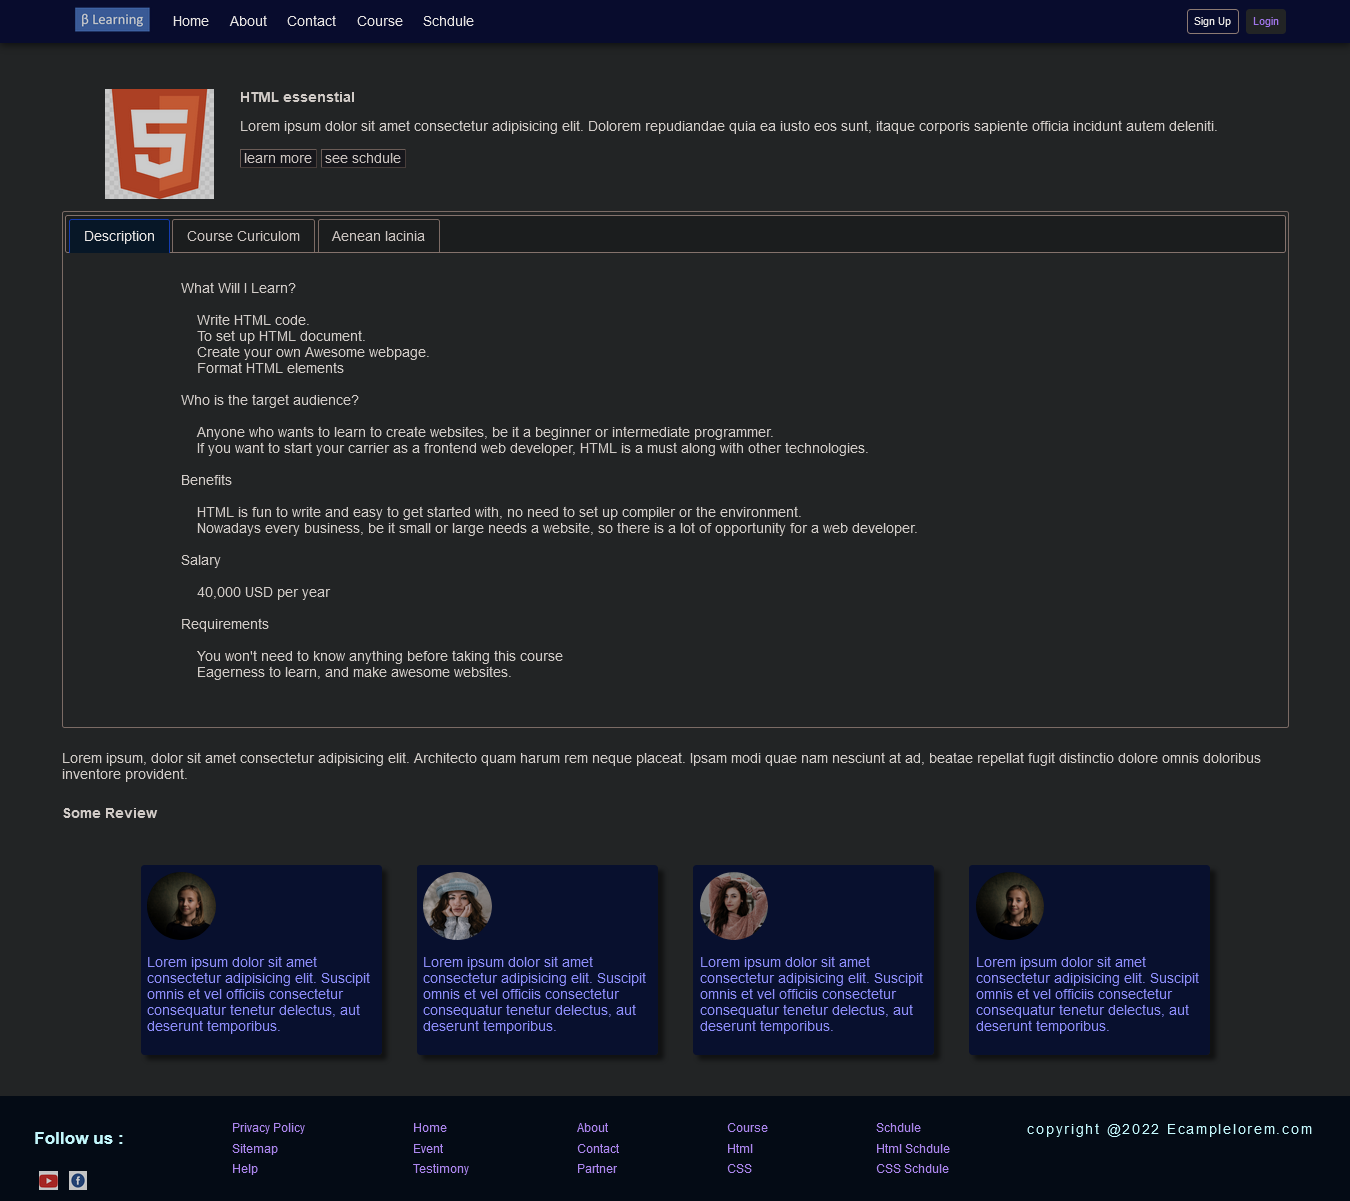 β Learning Home About Contact Course Schdule Sign Up Login
HTML essenstial
Lorem ipsum dolor sit amet consectetur adipisicing elit. Dolorem repudiandae quia ea iusto eos sunt, itaque corporis sapiente officia incidunt autem deleniti.
learn more see schdule
Description Course Curiculom Aenean lacinia
What Will I Learn?
Write HTML code.
To set up HTML document.
Create your own Awesome webpage.
Format HTML elements
Who is the target audience?
Anyone who wants to learn to create websites, be it a beginner or intermediate programmer.
If you want to start your carrier as a frontend web developer, HTML is a must along with other technologies.
Benefits
HTML is fun to write and easy to get started with, no need to set up compiler or the environment.
Nowadays every business, be it small or large needs a website, so there is a lot of opportunity for a web developer.
Salary
40,000 USD per year
Requirements
You won't need to know anything before taking this course
Eagerness to learn, and make awesome websites.
Lorem ipsum, dolor sit amet consectetur adipisicing elit. Architecto quam harum rem neque placeat. Ipsam modi quae nam nesciunt at ad, beatae repellat fugit distinctio dolore omnis doloribus
inventore provident.
Some Review
Lorem ipsum dolor sit amet
consectetur adipisicing elit. Suscipit
omnis et vel officiis consectetur
consequatur tenetur delectus, aut
deserunt temporibus.
Lorem ipsum dolor sit amet
consectetur adipisicing elit. Suscipit
omnis et vel officiis consectetur
consequatur tenetur delectus, aut
deserunt temporibus.
Lorem ipsum dolor sit amet
consectetur adipisicing elit. Suscipit
omnis et vel officiis consectetur
consequatur tenetur delectus, aut
deserunt temporibus.
Lorem ipsum dolor sit amet
consectetur adipisicing elit. Suscipit
omnis et vel officiis consectetur
consequatur tenetur delectus, aut
deserunt temporibus.
Follow us :
Privacy Policy
Sitemap
Help
Home
Event
Testimony
About
Contact
Partner
Course
Html
CSS
Schdule
Html Schdule
CSS Schdule
copyright @2022 Ecamplelorem.com